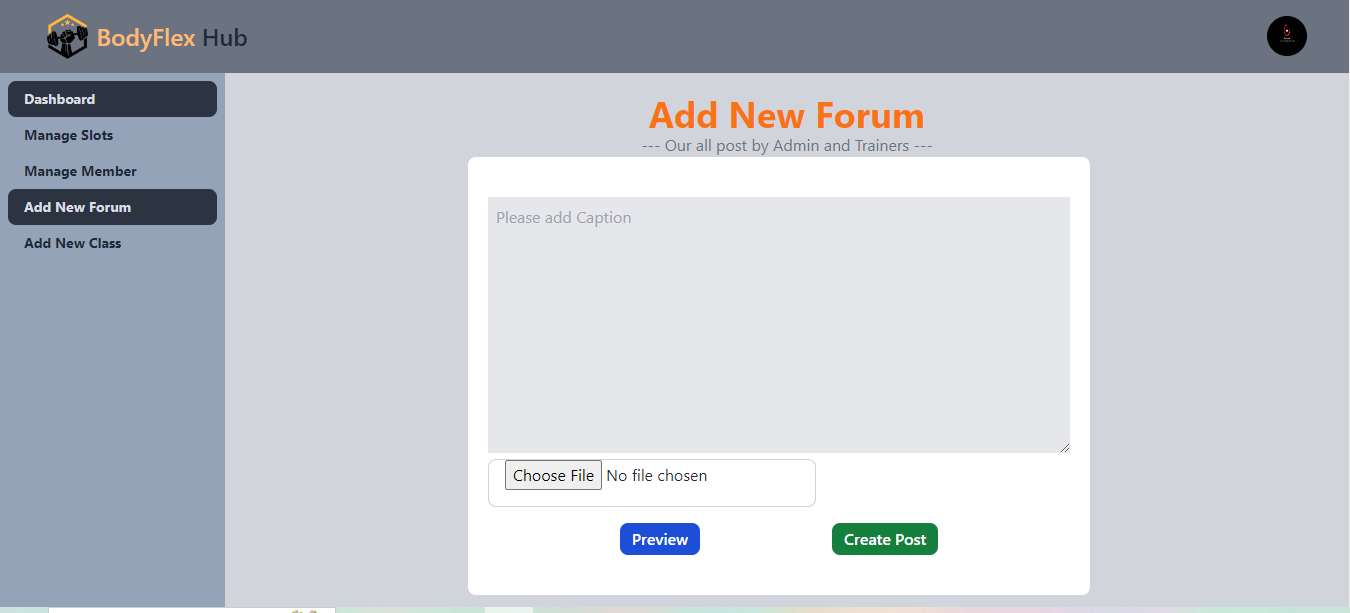 BodyFlex Hub
Dashboard
Manage Slots
Manage Member
Add New Forum
Add New Class
Add New Forum
--- Our all post by Admin and Trainers ---
Please add Caption
Choose File No file chosen
Preview
Create Post